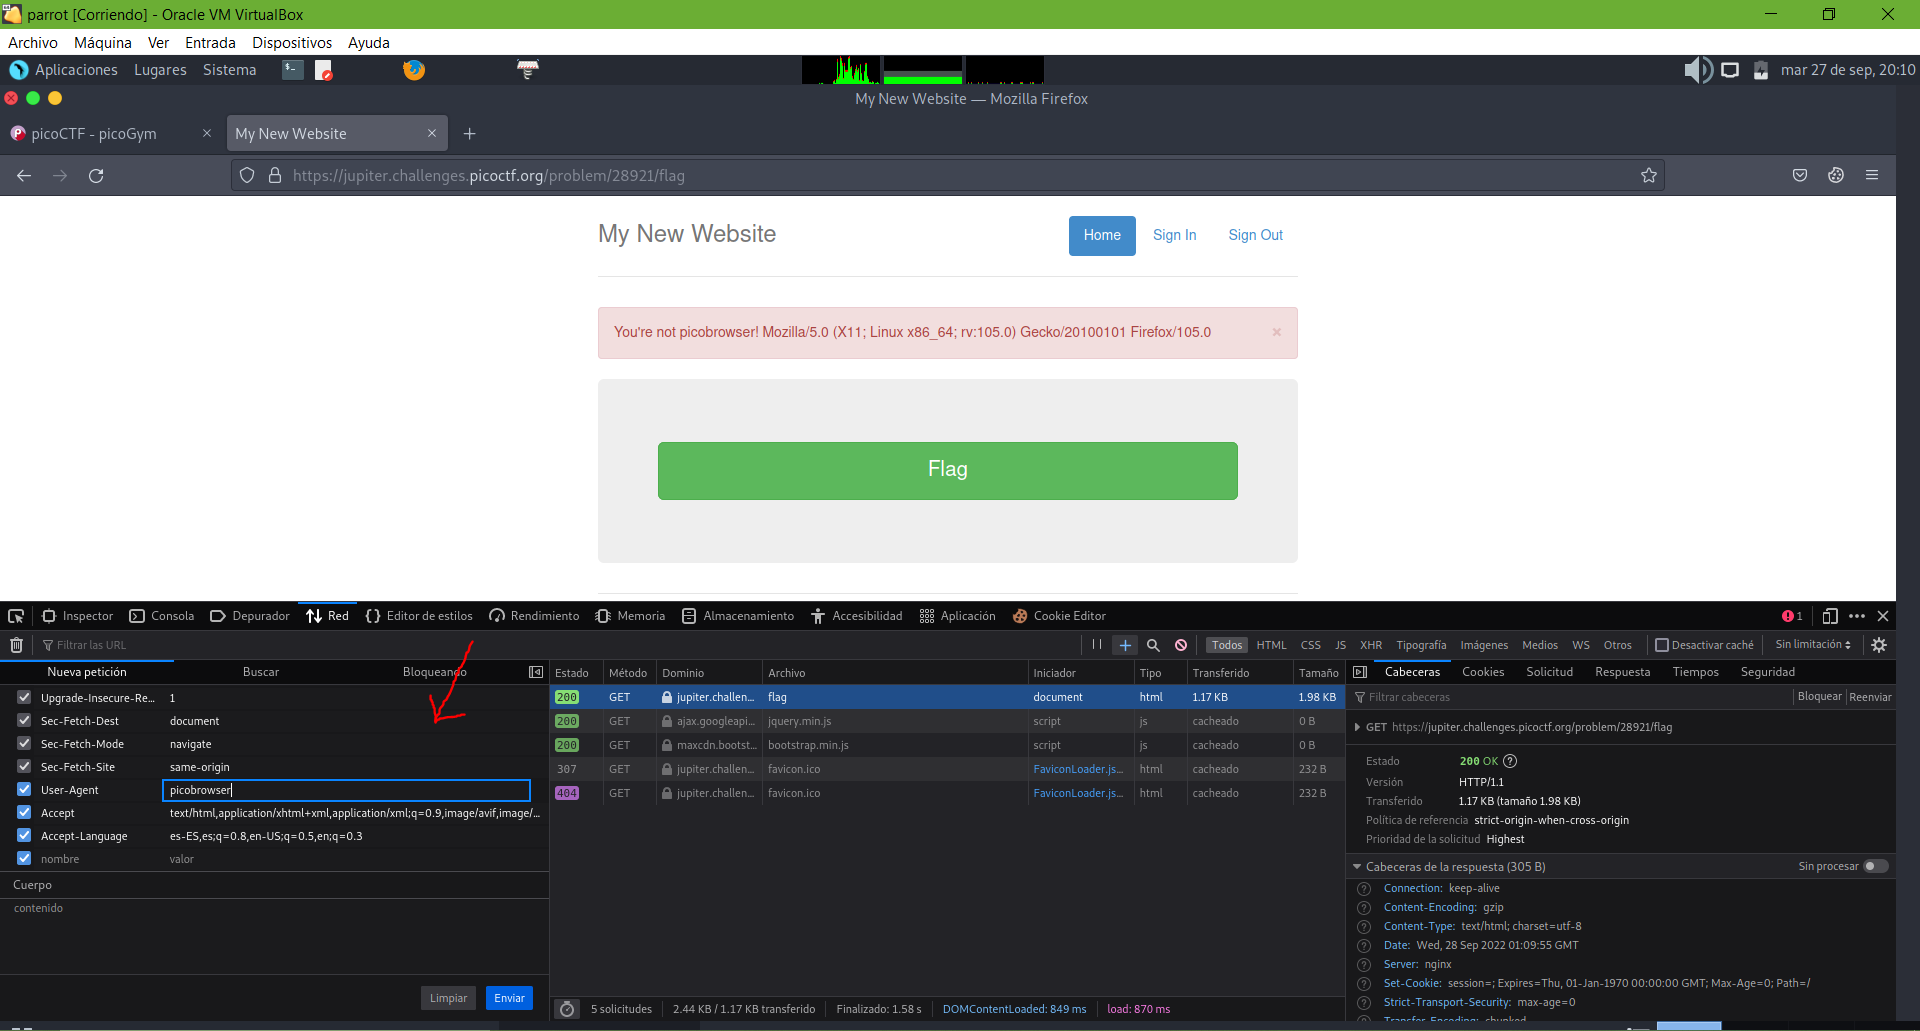 parrot [Corriendo] - Oracle VM VirtualBox
Archivo Máquina Ver Entrada Dispositivos Ayuda
Aplicaciones Lugares Sistema mar 27 de sep, 20:10
My New Website — Mozilla Firefox
picoCTF - picoGym × My New Website × +
https://jupiter.challenges.picoctf.org/problem/28921/flag
My New Website Home Sign In Sign Out
You're not picobrowser! Mozilla/5.0 (X11; Linux x86_64; rv:105.0) Gecko/20100101 Firefox/105.0 ×
Flag
Inspector Consola Depurador Red Editor de estilos Rendimiento Memoria Almacenamiento Accesibilidad Aplicación Cookie Editor 1
Filtrar las URL Todos HTML CSS JS XHR Tipografía Imágenes Medios WS Otros Desactivar caché Sin limitación
Nueva petición Buscar Bloqueando
Upgrade-Insecure-Re... 1
Sec-Fetch-Dest document
Sec-Fetch-Mode navigate
Sec-Fetch-Site same-origin
User-Agent picobrowser
Accept text/html,application/xhtml+xml,application/xml;q=0.9,image/avif,image/...
Accept-Language es-ES,es;q=0.8,en-US;q=0.5,en;q=0.3
nombre valor
Cuerpo
contenido
Limpiar Enviar
Estado Método Dominio Archivo Iniciador Tipo Transferido Tamaño
200 GET jupiter.challen... flag document html 1.17 KB 1.98 KB
200 GET ajax.googleapi... jquery.min.js script js cacheado 0 B
200 GET maxcdn.bootst... bootstrap.min.js script js cacheado 0 B
307 GET jupiter.challen... favicon.ico FaviconLoader.js... html cacheado 232 B
404 GET jupiter.challen... favicon.ico FaviconLoader.js... html cacheado 232 B
5 solicitudes 2.44 KB / 1.17 KB transferido Finalizado: 1.58 s DOMContentLoaded: 849 ms load: 870 ms
Cabeceras Cookies Solicitud Respuesta Tiempos Seguridad
Filtrar cabeceras Bloquear Reenviar
GET https://jupiter.challenges.picoctf.org/problem/28921/flag
Estado 200 OK ?
Versión HTTP/1.1
Transferido 1.17 KB (tamaño 1.98 KB)
Política de referencia strict-origin-when-cross-origin
Prioridad de la solicitud Highest
Cabeceras de la respuesta (305 B) Sin procesar
? Connection: keep-alive
? Content-Encoding: gzip
? Content-Type: text/html; charset=utf-8
? Date: Wed, 28 Sep 2022 01:09:55 GMT
? Server: nginx
? Set-Cookie: session=; Expires=Thu, 01-Jan-1970 00:00:00 GMT; Max-Age=0; Path=/
? Strict-Transport-Security: max-age=0
? Transfer-Encoding: chunked